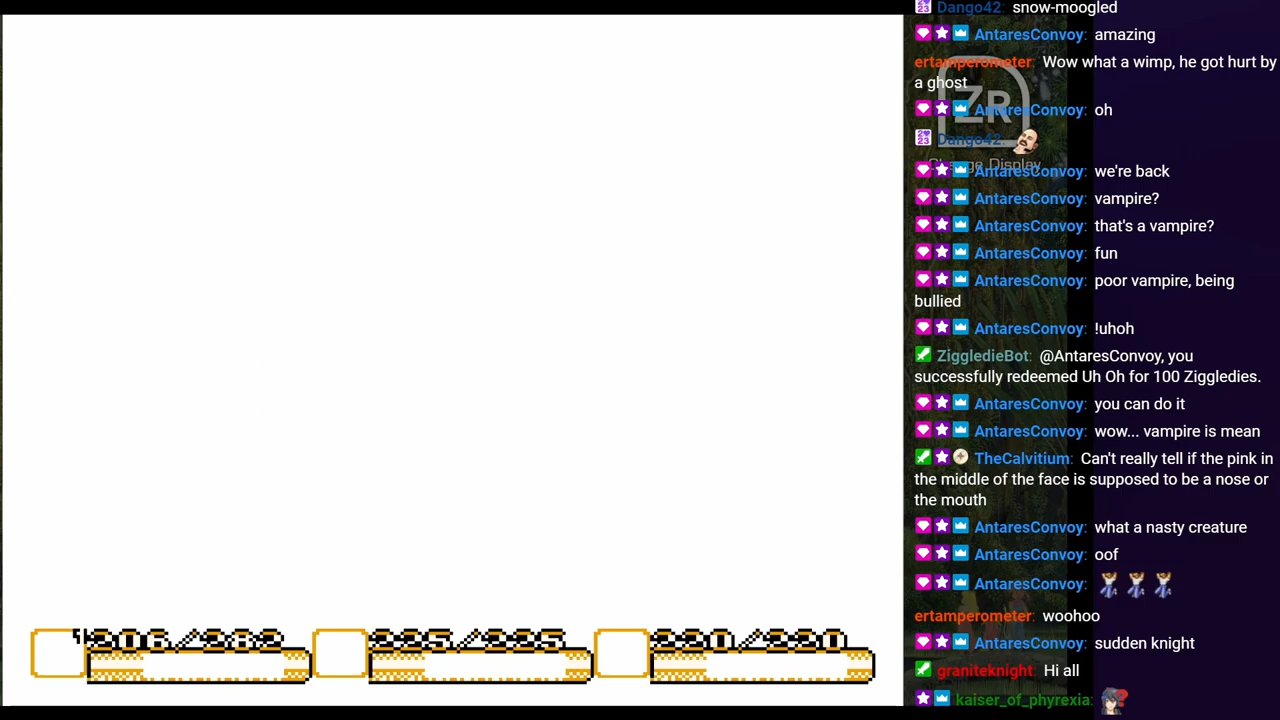 Dango42: snow-moogled
AntaresConvoy: amazing
ertamperometer: Wow what a wimp, he got hurt by
a ghost
ZR
AntaresConvoy: oh
Dango42:
Change Display
AntaresConvoy: we're back
AntaresConvoy: vampire?
AntaresConvoy: that's a vampire?
AntaresConvoy: fun
AntaresConvoy: poor vampire, being
bullied
AntaresConvoy: !uhoh
ZiggledieBot: @AntaresConvoy, you
successfully redeemed Uh Oh for 100 Ziggledies.
AntaresConvoy: you can do it
AntaresConvoy: wow... vampire is mean
TheCalvitium: Can't really tell if the pink in
the middle of the face is supposed to be a nose or
the mouth
AntaresConvoy: what a nasty creature
AntaresConvoy: oof
AntaresConvoy:
ertamperometer: woohoo
AntaresConvoy: sudden knight
graniteknight: Hi all
kaiser_of_phyrexia: